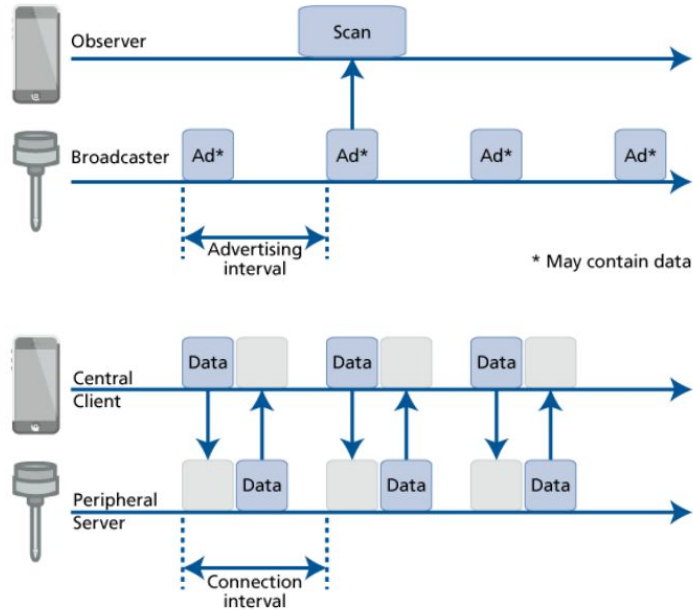 Scan
Observer
Broadcaster
Ad*
Ad*
Ad*
Ad*
Advertising
interval
* May contain data
Data
Data
Data
Central
Client
Data
Data
Data
Peripheral
Server
Connection
interval